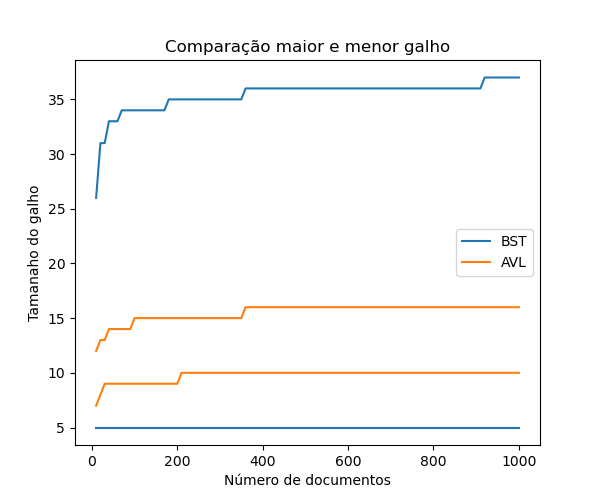 Comparação maior e menor galho
Tamanaho do galho
35
30
25
20
15
10
5
BST
AVL
0
200
400
600
800
1000
Número de documentos